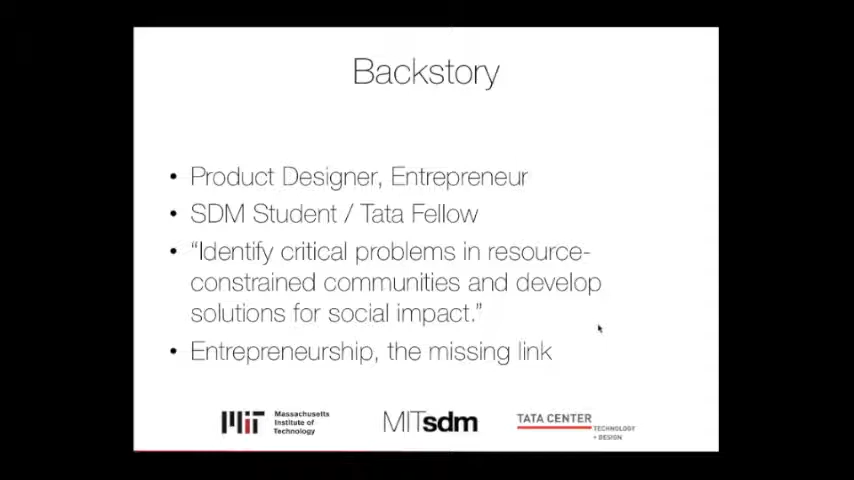 Backstory
• Product Designer, Entrepreneur
• SDM Student / Tata Fellow
• “Identify critical problems in resource-
constrained communities and develop
solutions for social impact.”
• Entrepreneurship, the missing link
MIT Massachusetts
Institute of
Technology
MITsdm
TATA CENTER
TECHNOLOGY
+ DESIGN